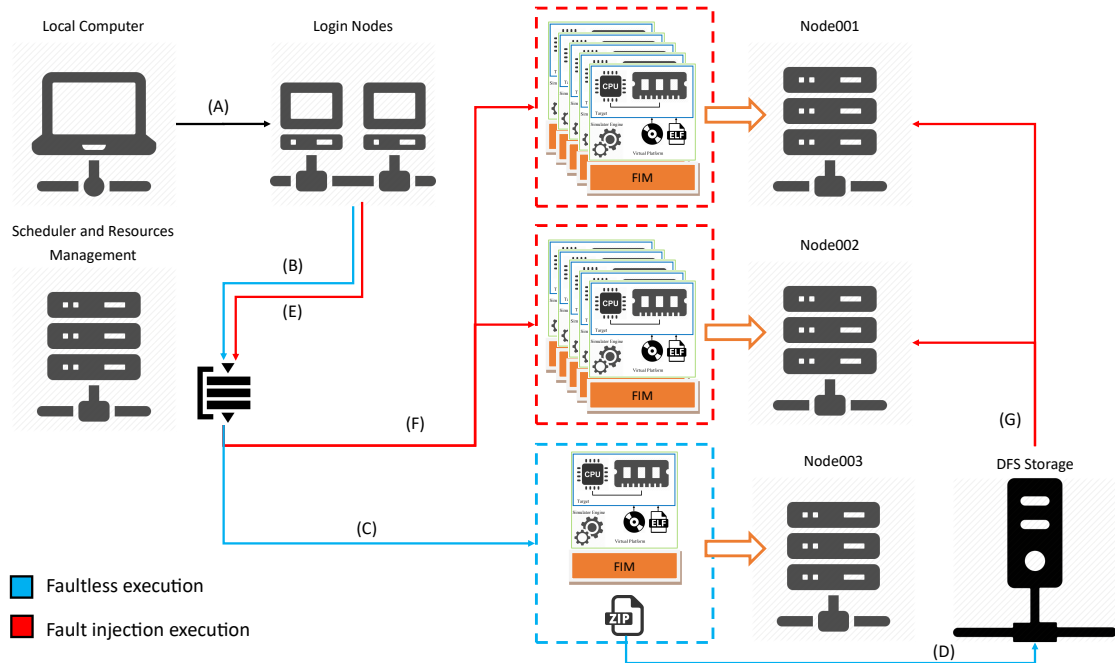 Local Computer
Login Nodes
Node001
(A)
CPU
Target
Simulator Engine
ELF
Virtual Platform
FIM
Scheduler and Resources
Management
Node002
(B)
(E)
CPU
Target
Simulator Engine
ELF
Virtual Platform
FIM
(F)
(G)
Node003
DFS Storage
CPU
Target
Simulator Engine
ELF
Virtual Platform
(C)
FIM
Faultless execution
ZIP
Fault injection execution
(D)